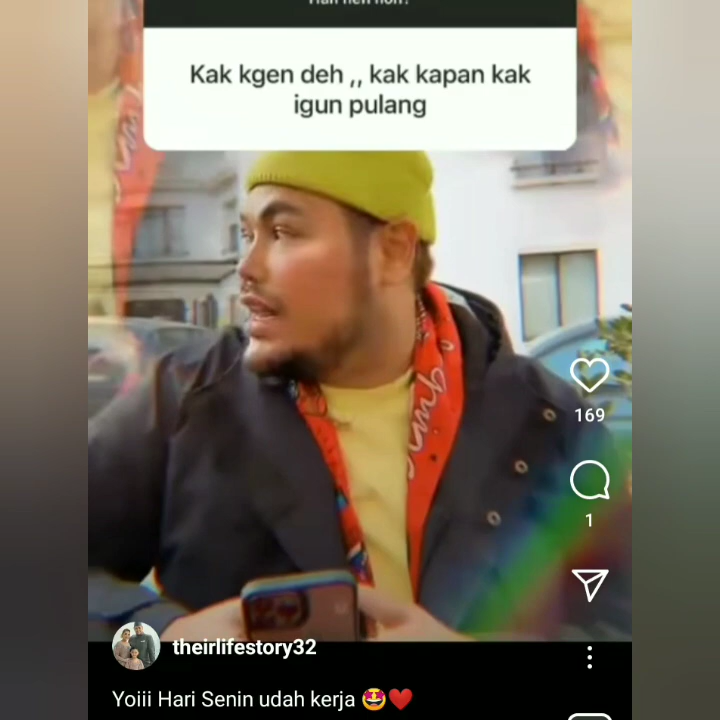 Kak kgen deh ,, kak kapan kak
igun pulang
169
1
theirlifestory32
Yoiii Hari Senin udah kerja 🤩❤️